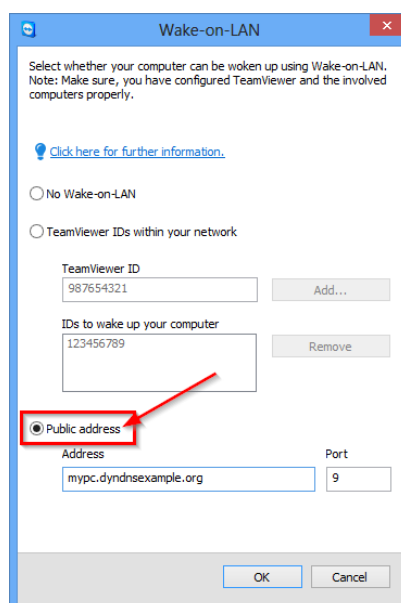 Wake-on-LAN
Select whether your computer can be woken up using Wake-on-LAN.
Note: Make sure, you have configured TeamViewer and the involved
computers properly.
Click here for further information.
No Wake-on-LAN
TeamViewer IDs within your network
TeamViewer ID
987654321 Add...
IDs to wake up your computer
123456789 Remove
Public address
Address Port
mypc.dyndnsexample.org 9
OK Cancel